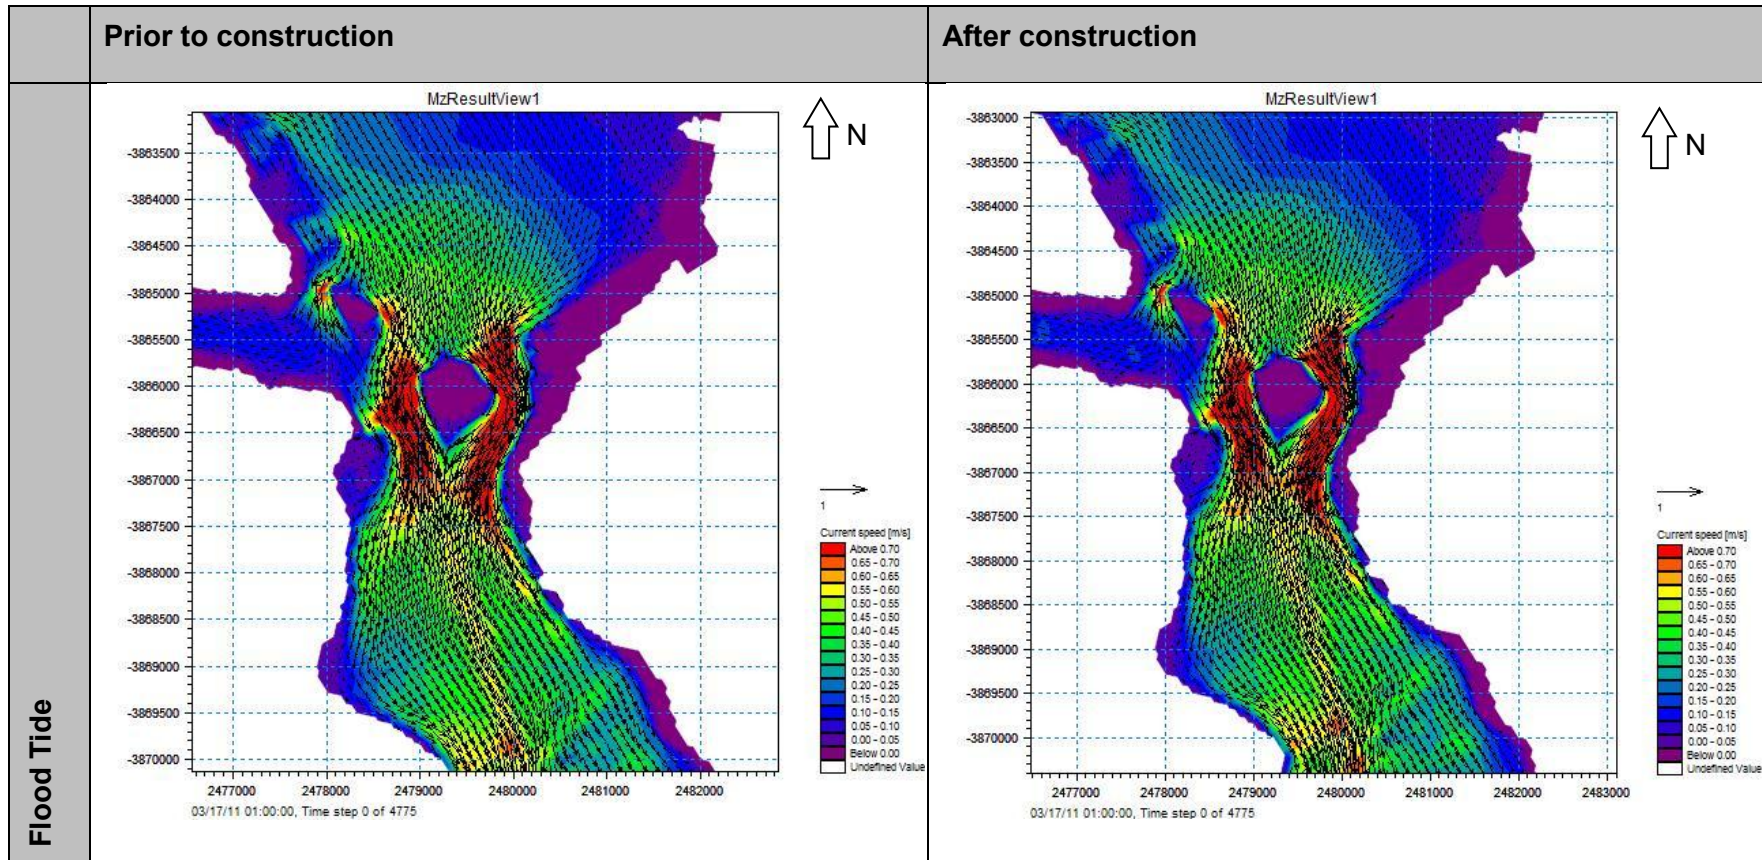 Prior to construction
After construction
Flood Tide
MzResultView1
N
-3863500
-3864000
-3864500
-3865000
-3865500
-3866000
-3866500
-3867000
-3867500
-3868000
-3868500
-3869000
-3869500
-3870000
2477000 2478000 2479000 2480000 2481000 2482000
03/17/11 01:00:00, Time step 0 of 4775
1
Current speed [m/s]
Above 0.70
0.65 - 0.70
0.60 - 0.65
0.55 - 0.60
0.50 - 0.55
0.45 - 0.50
0.40 - 0.45
0.35 - 0.40
0.30 - 0.35
0.25 - 0.30
0.20 - 0.25
0.15 - 0.20
0.10 - 0.15
0.05 - 0.10
0.00 - 0.05
Below 0.00
Undefined Value
MzResultView1
N
-3863000
-3863500
-3864000
-3864500
-3865000
-3865500
-3866000
-3866500
-3867000
-3867500
-3868000
-3868500
-3869000
-3869500
-3870000
2477000 2478000 2479000 2480000 2481000 2482000 2483000
03/17/11 01:00:00, Time step 0 of 4775
1
Current speed [m/s]
Above 0.70
0.65 - 0.70
0.60 - 0.65
0.55 - 0.60
0.50 - 0.55
0.45 - 0.50
0.40 - 0.45
0.35 - 0.40
0.30 - 0.35
0.25 - 0.30
0.20 - 0.25
0.15 - 0.20
0.10 - 0.15
0.05 - 0.10
0.00 - 0.05
Below 0.00
Undefined Value